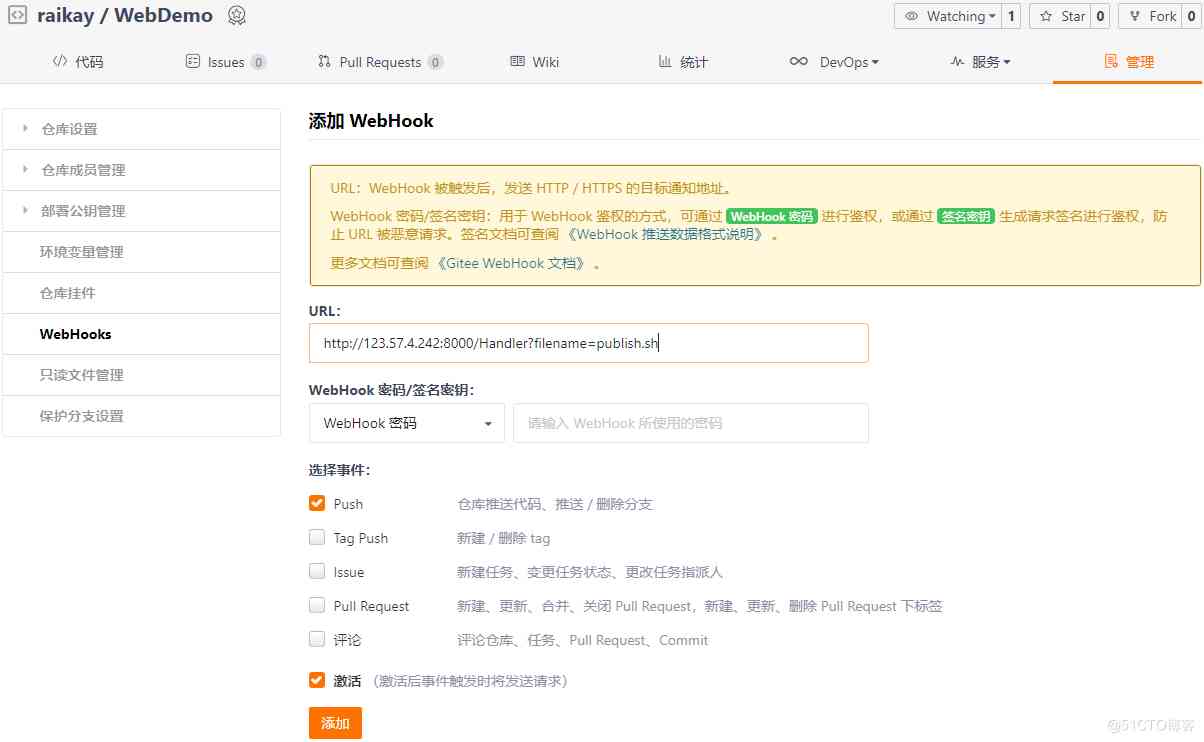 raikay / WebDemo
Watching 1 Star 0 Fork 0
代码 Issues 0 Pull Requests 0 Wiki 统计 DevOps 服务 管理
仓库设置
仓库成员管理
部署公钥管理
环境变量管理
仓库挂件
WebHooks
只读文件管理
保护分支设置
添加 WebHook
URL：WebHook 被触发后，发送 HTTP / HTTPS 的目标通知地址。
WebHook 密码/签名密钥：用于 WebHook 鉴权的方式，可通过 WebHook 密码 进行鉴权，或通过 签名密钥 生成请求签名进行鉴权，防
止 URL 被恶意请求。签名文档可查阅 《WebHook 推送数据格式说明》 。
更多文档可查阅 《Gitee WebHook 文档》 。
URL：
http://123.57.4.242:8000/Handler?filename=publish.sh
WebHook 密码/签名密钥：
WebHook 密码 请输入 WebHook 所使用的密码
选择事件：
Push 仓库推送代码、推送 / 删除分支
Tag Push 新建 / 删除 tag
Issue 新建任务、变更任务状态、更改任务指派人
Pull Request 新建、更新、合并、关闭 Pull Request，新建、更新、删除 Pull Request 下标签
评论 评论仓库、任务、Pull Request、Commit
激活 （激活后事件触发时将发送请求）
添加
@51CTO博客